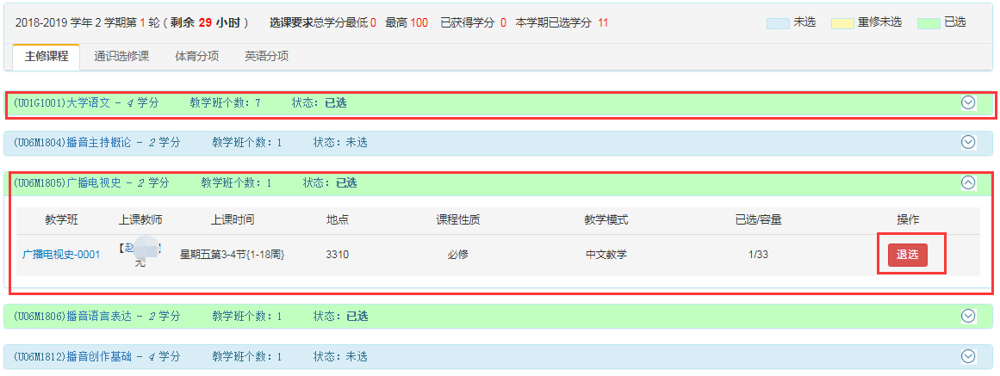 2018-2019 学年 2 学期第 1 轮 ( 剩余 29 小时 ) 选课要求总学分最低 0 最高 100 已获得学分 0 本学期已选学分 11 未选 重修未选 已选
主修课程 通识选修课 体育分项 英语分项
(U01G1001)大学语文 - 4 学分 教学班个数: 7 状态: 已选
(U06M1804)播音主持概论 - 2 学分 教学班个数: 1 状态: 未选
(U06M1805)广播电视史 - 2 学分 教学班个数: 1 状态: 已选
教学班 上课教师 上课时间 地点 课程性质 教学模式 已选/容量 操作
广播电视史-0001 【赵 】 星期五第3-4节{1-18周} 3310 必修 中文教学 1/33 退选
无
(U06M1806)播音语言表达 - 2 学分 教学班个数: 1 状态: 已选
(U06M1812)播音创作基础 - 4 学分 教学班个数: 1 状态: 未选